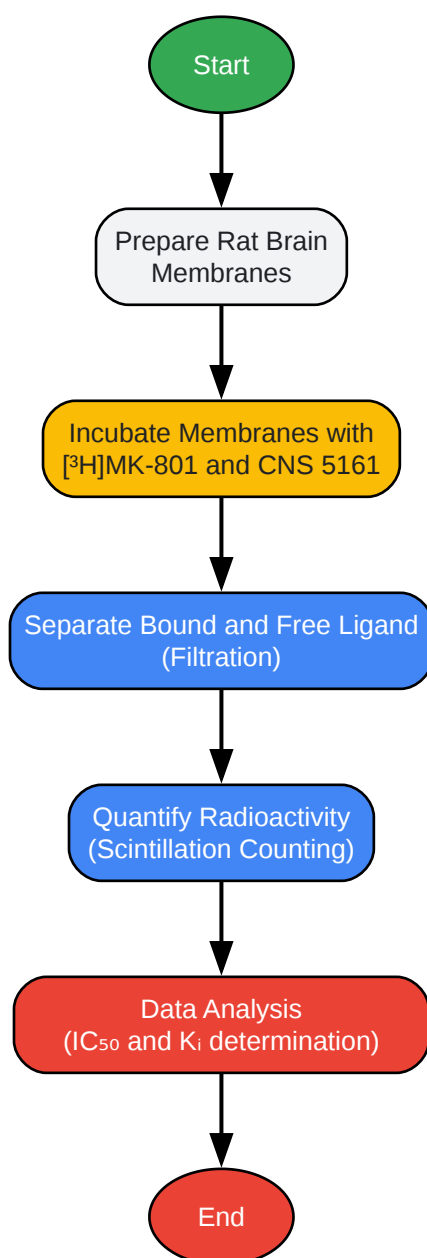 Start
Prepare Rat Brain
Membranes
Incubate Membranes with
[³H]MK-801 and CNS 5161
Separate Bound and Free Ligand
(Filtration)
Quantify Radioactivity
(Scintillation Counting)
Data Analysis
(IC₅₀ and Kᵢ determination)
End